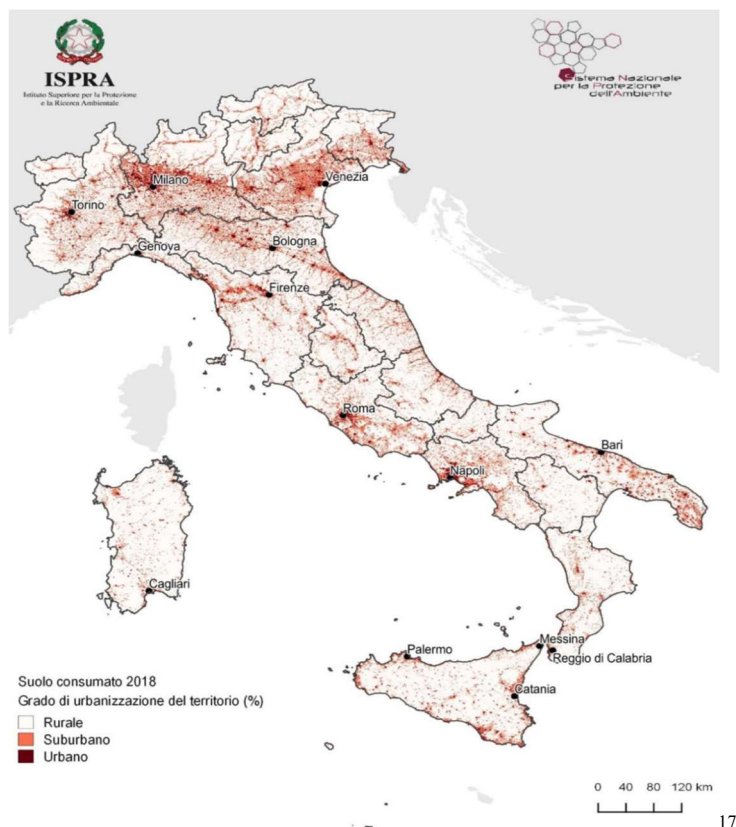 ISPRA
Istituto Superiore per la Protezione
e la Ricerca Ambientale
Sistema Nazionale
per la Protezione
dell'Ambiente
Milano
Venezia
Torino
Genova
Bologna
Firenze
Roma
Bari
Napoli
Cagliari
Messina
Palermo
Reggio di Calabria
Catania
Suolo consumato 2018
Grado di urbanizzazione del territorio (%)
Rurale
Suburbano
Urbano
0 40 80 120 km
17